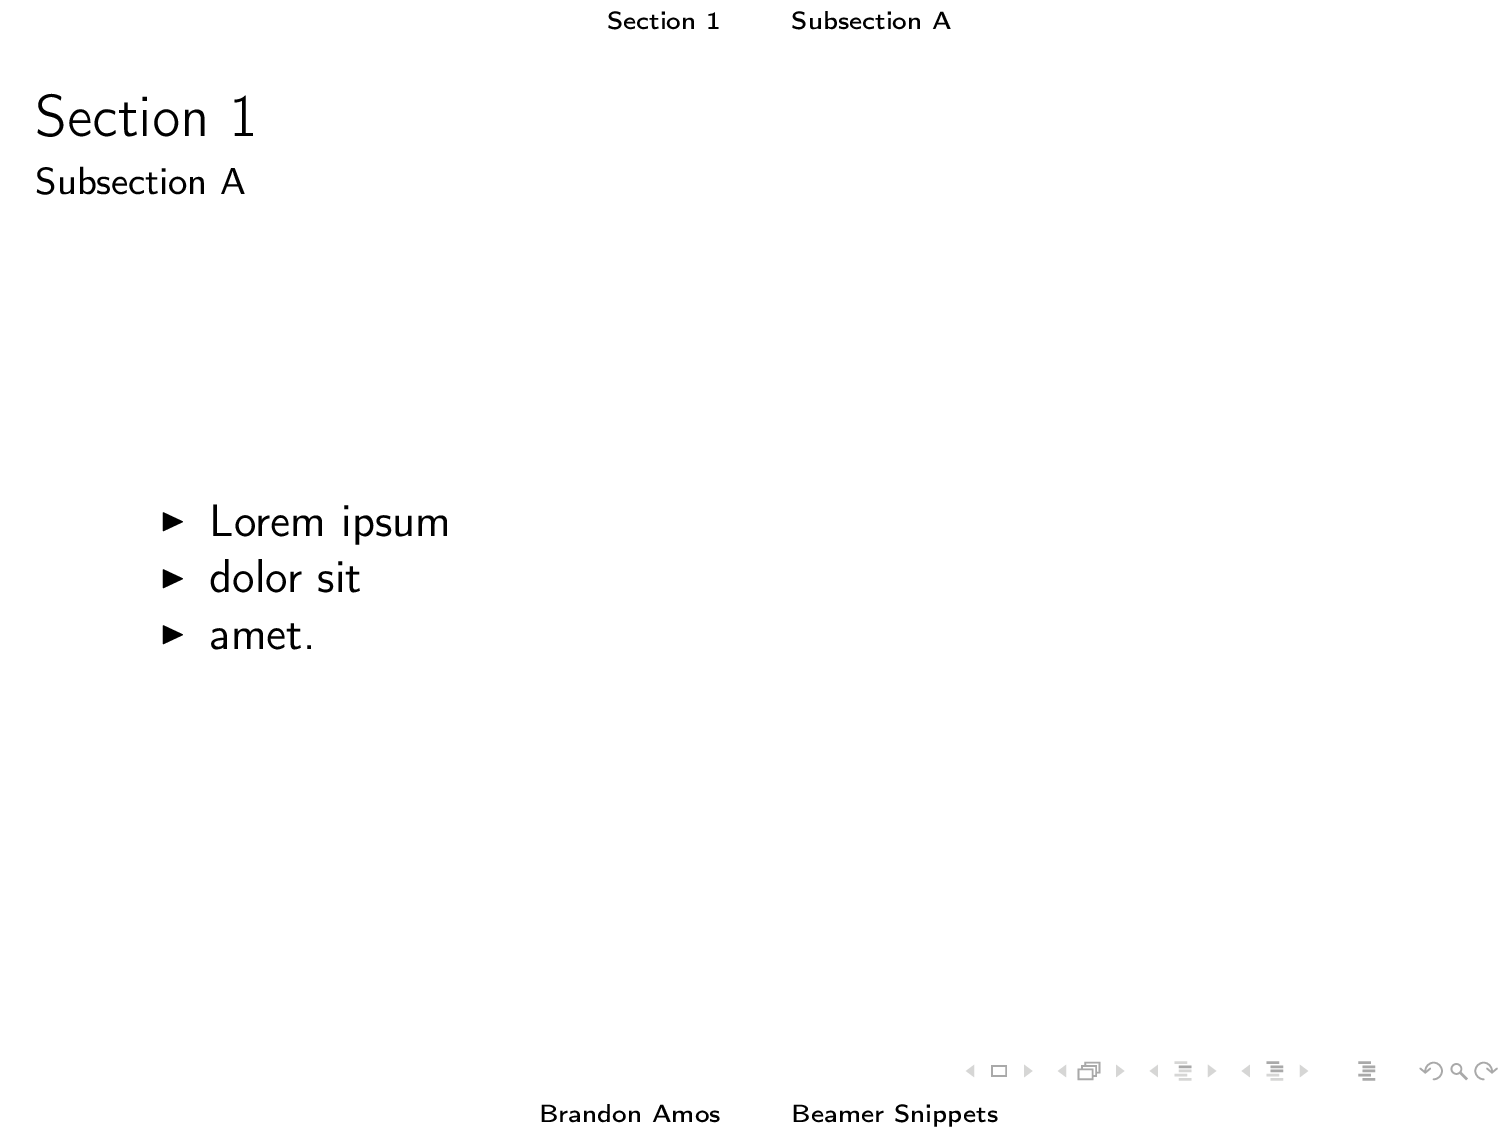 Section 1 Subsection A
Section 1
Subsection A
Lorem ipsum
dolor sit
amet.
Brandon Amos Beamer Snippets